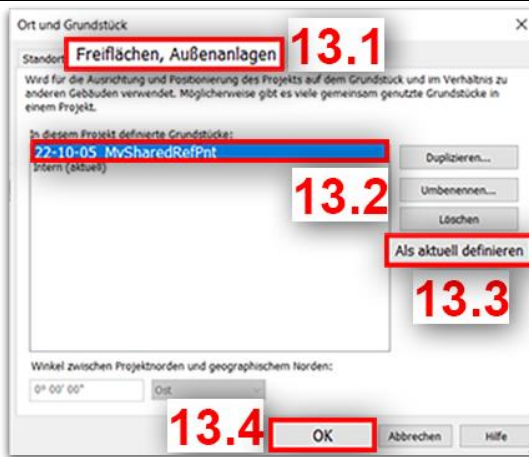 Ort und Grundstück
Standort Freiflächen, Außenanlagen 13.1
Wird für die Ausrichtung und Positionierung des Projekts auf dem Grundstück und im Verhältnis zu
anderen Gebäuden verwendet. Möglicherweise gibt es viele gemeinsam genutzte Grundstücke in
einem Projekt.
In diesem Projekt definierte Grundstücke:
22-10-05_MySharedRefPnt
Intern (aktuell)
13.2
Duplizieren...
Umbenennen...
Löschen
Als aktuell definieren
13.3
Winkel zwischen Projektnorden und geographischem Norden:
0° 00' 00" Ost
13.4 OK Abbrechen Hilfe